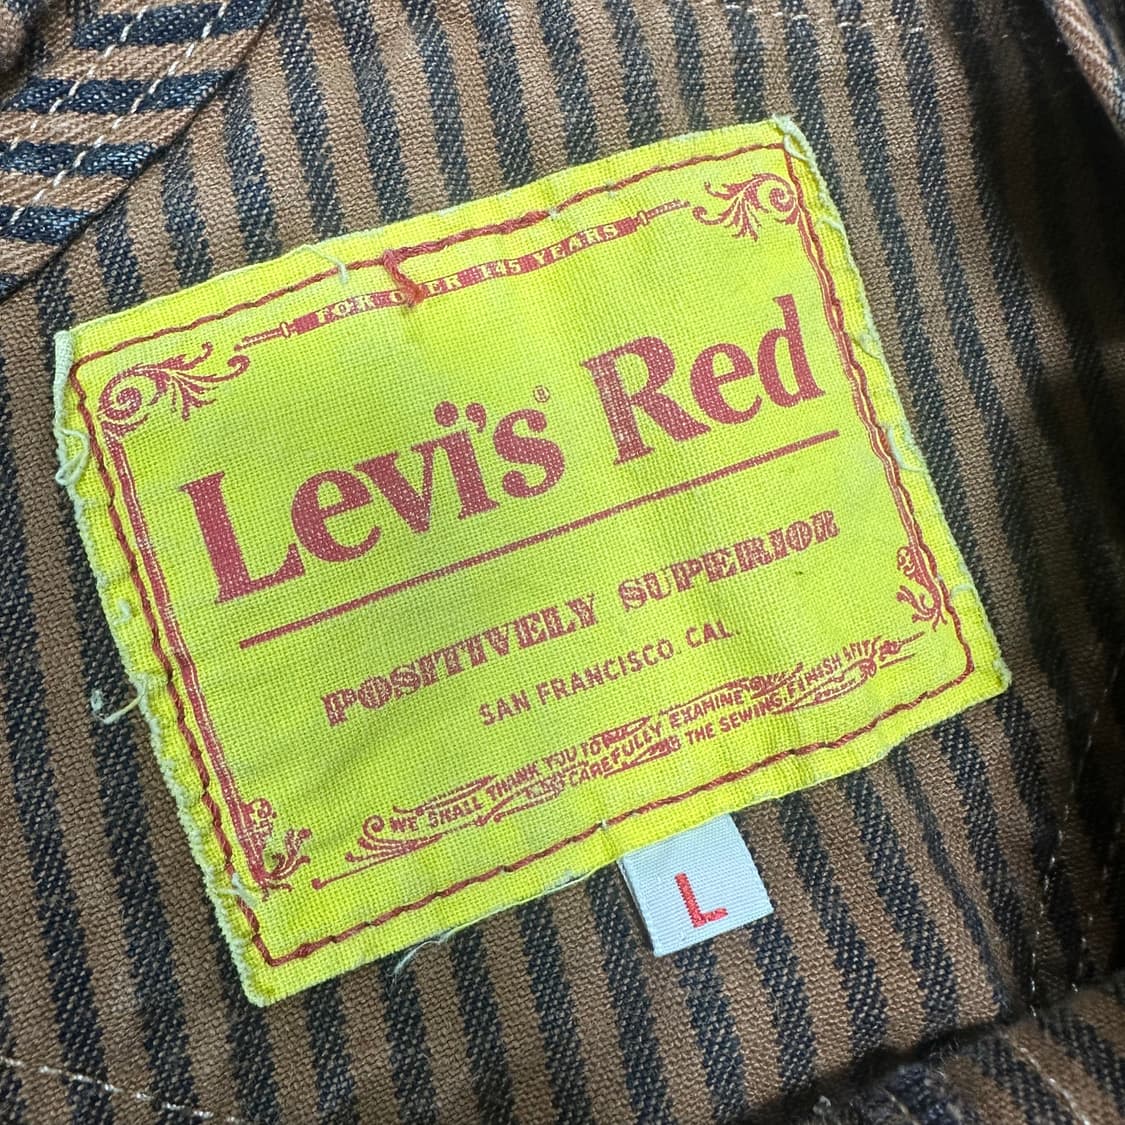 FOR OVER 145 YEARS
Levi's® Red
POSITIVELY SUPERIOR
SAN FRANCISCO CAL.
WE SHALL THANK YOU TO
CAREFULLY EXAMINE
THE SEWING, FINISH
L